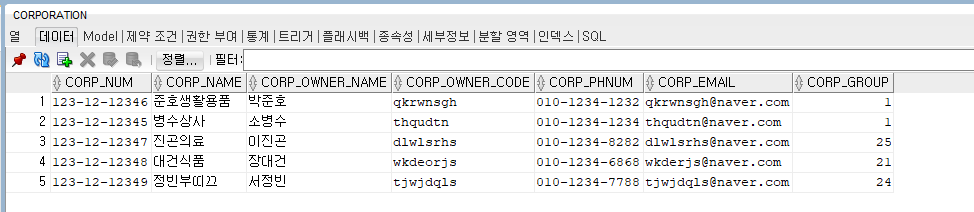 CORPORATION
열 데이터 Model | 제약 조건 | 권한 부여 | 통계 | 트리거 | 플래시백 | 종속성 | 세부정보 | 분할 영역 | 인덱스 | SQL
정렬... 필터:
CORP_NUM CORP_NAME CORP_OWNER_NAME CORP_OWNER_CODE CORP_PHNUM CORP_EMAIL CORP_GROUP
1 123-12-12346 준호생활용품 박준호 qkrwnsgh 010-1234-1232 qkrwnsgh@naver.com 1
2 123-12-12345 병수상사 소병수 thqudtn 010-1234-1234 thqudtn@naver.com 1
3 123-12-12347 진곤의료 이진곤 dlwlsrhs 010-1234-8282 dlwlsrhs@naver.com 25
4 123-12-12348 대건식품 장대건 wkdeorjs 010-1234-6868 wkderjs@naver.com 21
5 123-12-12349 정빈부띠끄 서정빈 tjwjdqls 010-1234-7788 tjwjdqls@naver.com 24